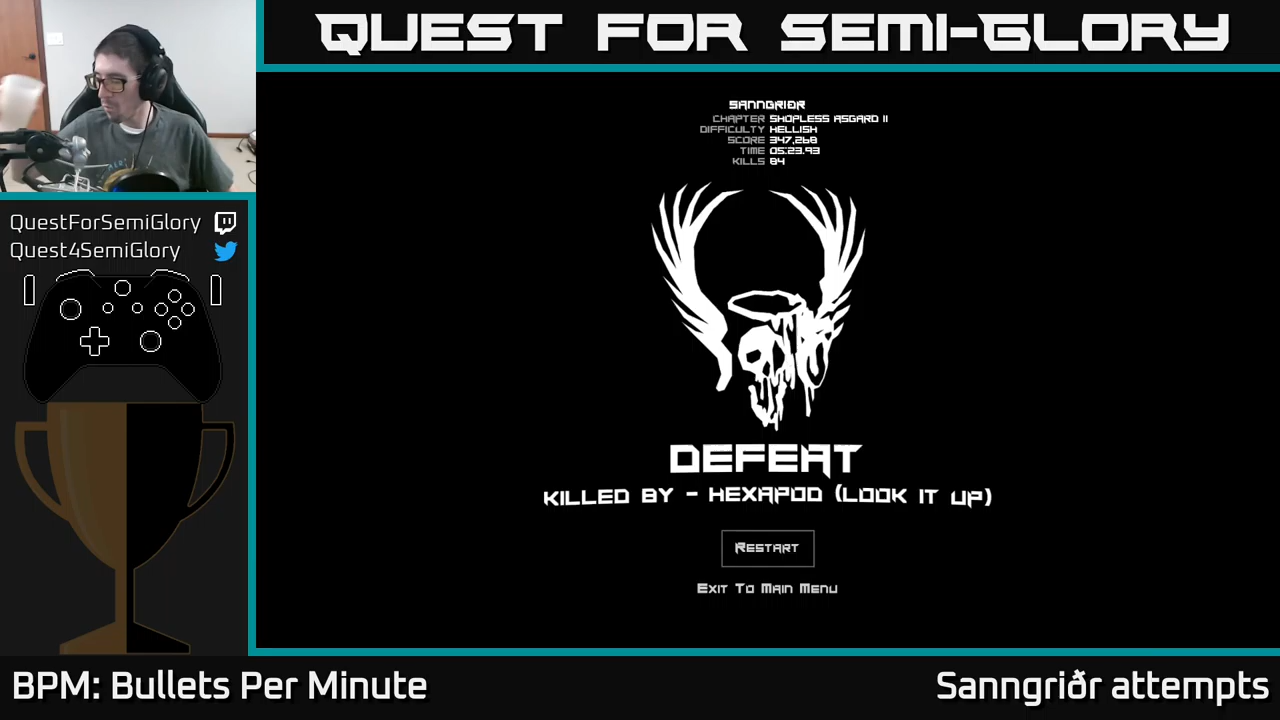 QUEST FOR SEMI-GLORY
SANNGRIÐR
CHAPTER SHOPLESS ASGARD II
DIFFICULTY HELLISH
SCORE 347,268
TIME 05:23.93
KILLS 84
QuestForSemiGlory
Quest4SemiGlory
DEFEAT
KILLED BY - HEXAPOD (LOOK IT UP)
RESTART
EXIT TO MAIN MENU
BPM: Bullets Per Minute
Sanngriðr attempts